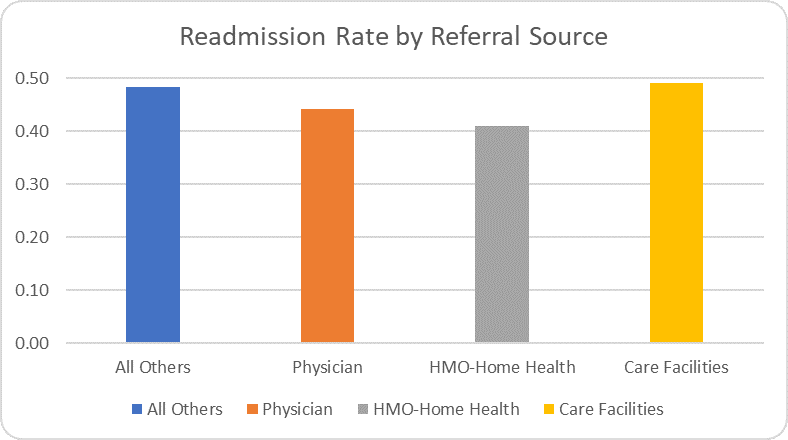 Readmission Rate by Referral Source
0.50
0.40
0.30
0.20
0.10
0.00
All Others Physician HMO-Home Health Care Facilities
All Others Physician HMO-Home Health Care Facilities